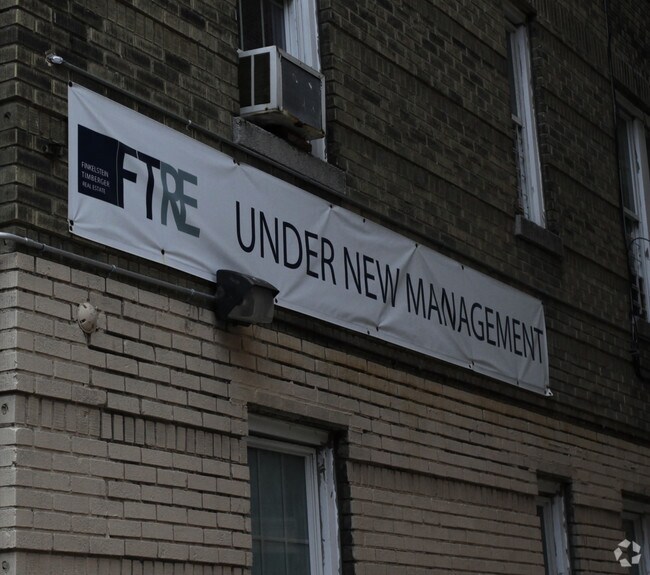 FINKELSTEIN
TIMBERGER
REAL ESTATE
FTRE
UNDER NEW MANAGEMENT